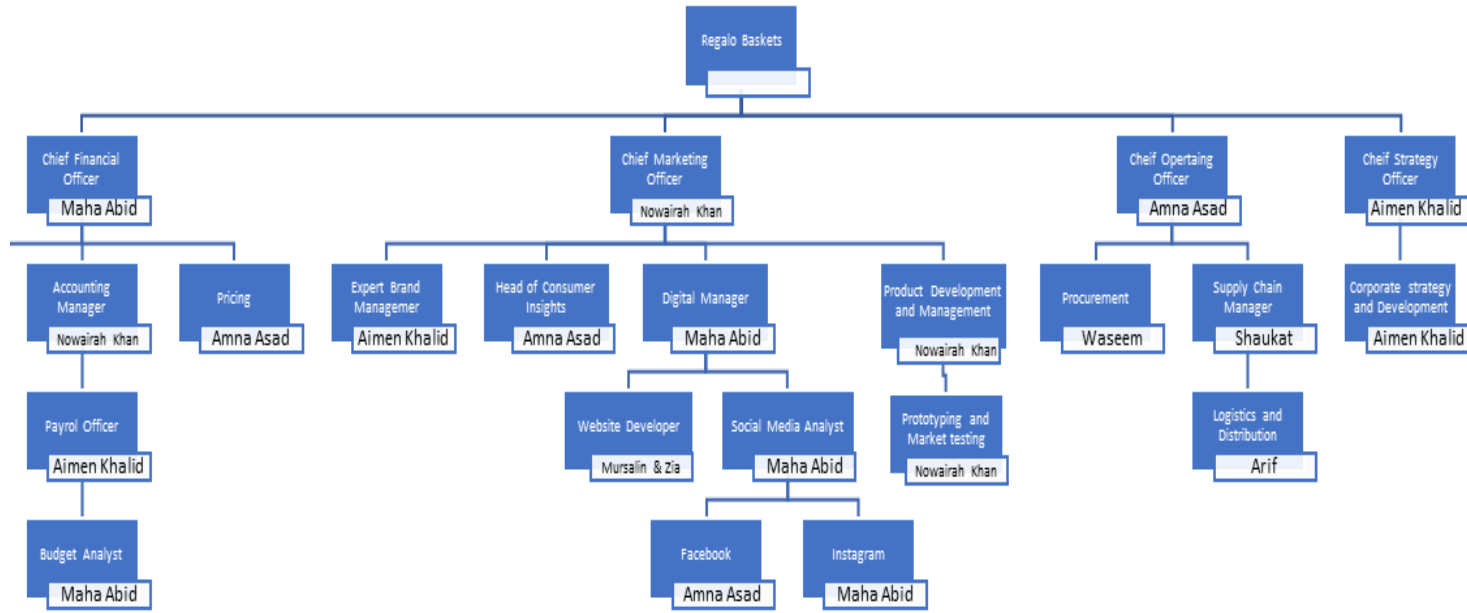 Regalo Baskets
Chief Financial
Officer
Maha Abid
Chief Marketing
Officer
Nowairah Khan
Cheif Opertaing
Officer
Amna Asad
Cheif Strategy
Officer
Aimen Khalid
Accounting
Manager
Nowairah Khan
Pricing
Amna Asad
Expert Brand
Managemer
Aimen Khalid
Head of Consumer
Insights
Amna Asad
Digital Manager
Maha Abid
Product Development
and Management
Nowairah Khan
Procurement
Waseem
Supply Chain
Manager
Shaukat
Corporate strategy
and Development
Aimen Khalid
Payrol Officer
Aimen Khalid
Website Developer
Mursalin & Zia
Social Media Analyst
Maha Abid
Prototyping and
Market testing
Nowairah Khan
Logistics and
Distribution
Arif
Budget Analyst
Maha Abid
Facebook
Amna Asad
Instagram
Maha Abid